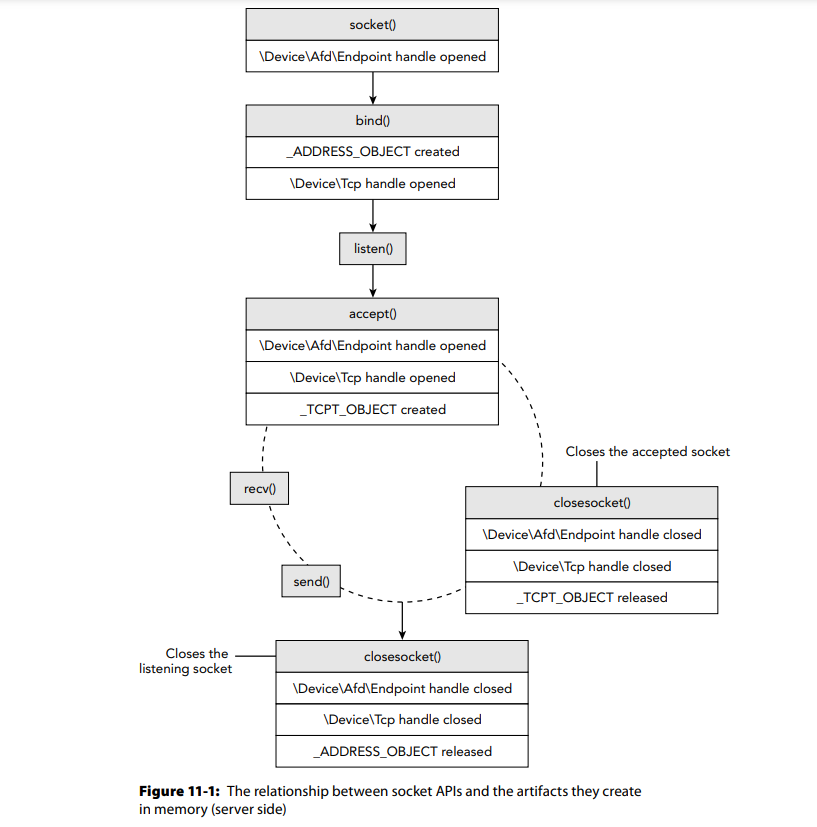 socket()
\Device\Afd\Endpoint handle opened
bind()
_ADDRESS_OBJECT created
\Device\Tcp handle opened
listen()
accept()
\Device\Afd\Endpoint handle opened
\Device\Tcp handle opened
_TCPT_OBJECT created
recv()
send()
Closes the accepted socket
closesocket()
\Device\Afd\Endpoint handle closed
\Device\Tcp handle closed
_TCPT_OBJECT released
Closes the
listening socket
closesocket()
\Device\Afd\Endpoint handle closed
\Device\Tcp handle closed
_ADDRESS_OBJECT released
Figure 11-1: The relationship between socket APIs and the artifacts they create
in memory (server side)